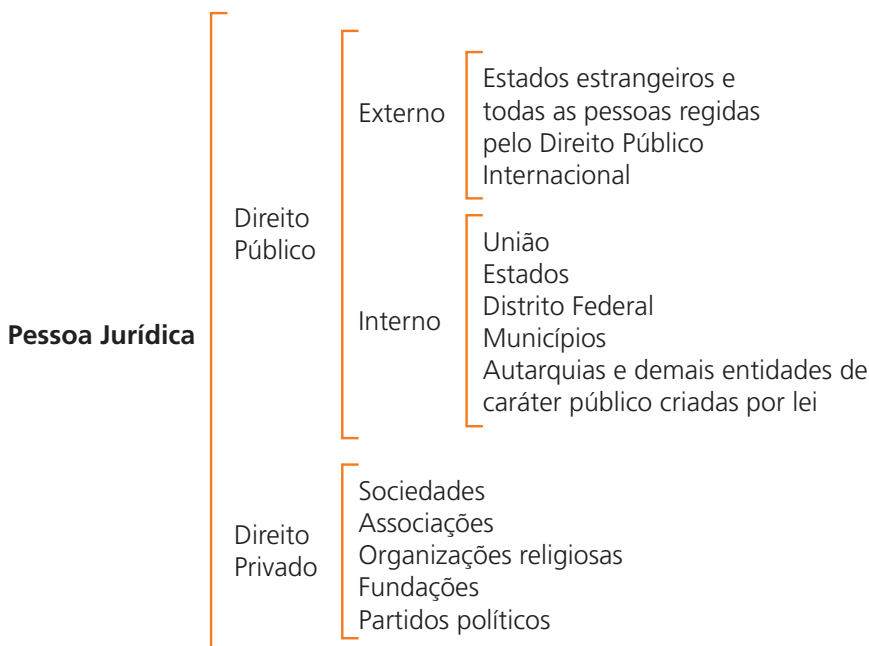 Pessoa Jurídica
Direito
Público
Externo
Estados estrangeiros e
todas as pessoas regidas
pelo Direito Público
Internacional
Interno
União
Estados
Distrito Federal
Municípios
Autarquias e demais entidades de
caráter público criadas por lei
Direito
Privado
Sociedades
Associações
Organizações religiosas
Fundações
Partidos políticos